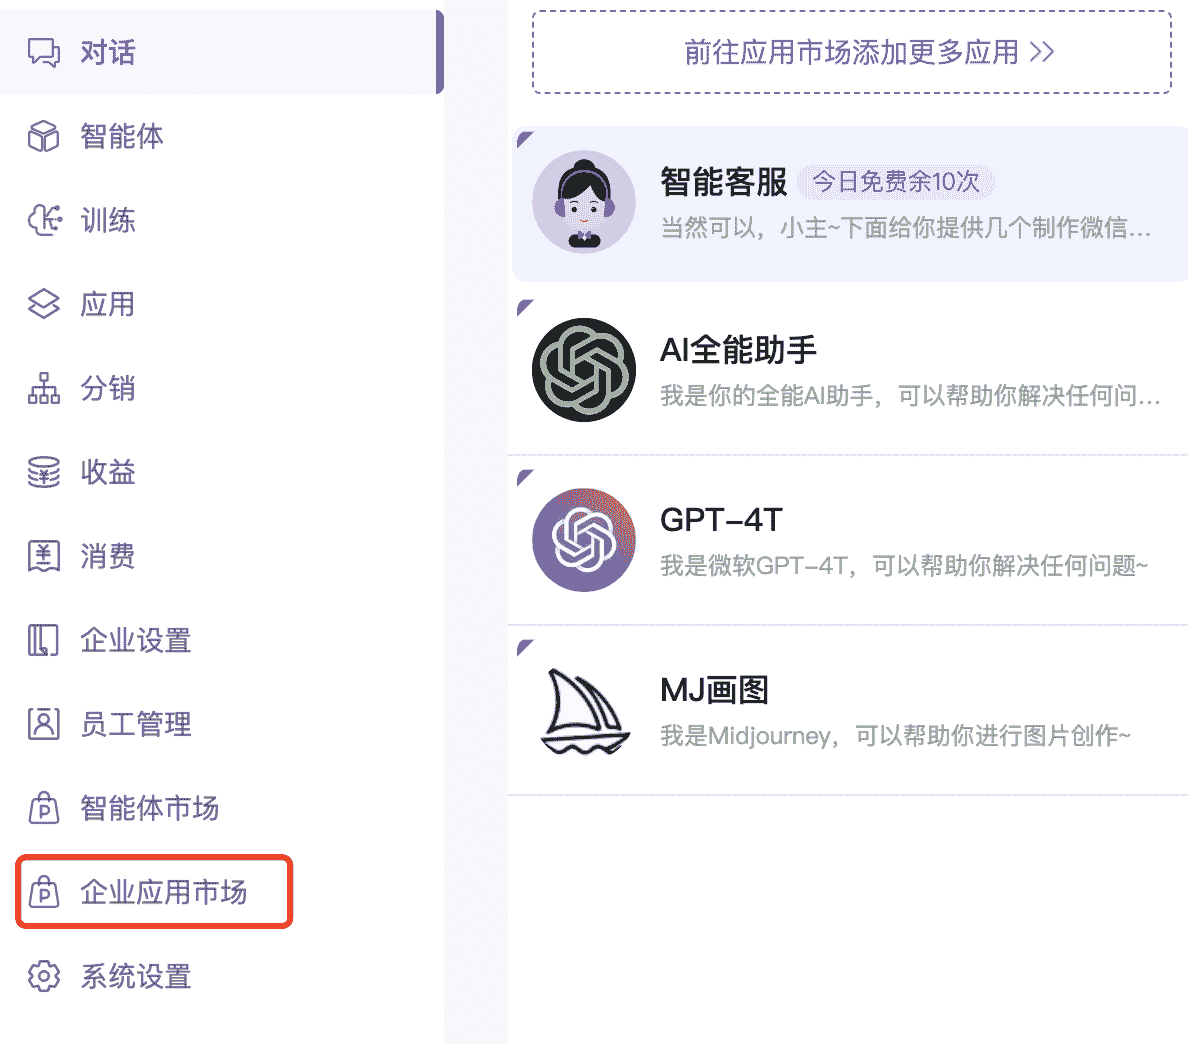 对话
智能体
训练
应用
分销
收益
消费
企业设置
员工管理
智能体市场
企业应用市场
系统设置
前往应用市场添加更多应用 >>
智能客服 今日免费余10次
当然可以，小主~下面给你提供几个制作微信...
AI全能助手
我是你的全能AI助手，可以帮助你解决任何问...
GPT-4T
我是微软GPT-4T，可以帮助你解决任何问题~
MJ画图
我是Midjourney，可以帮助你进行图片创作~